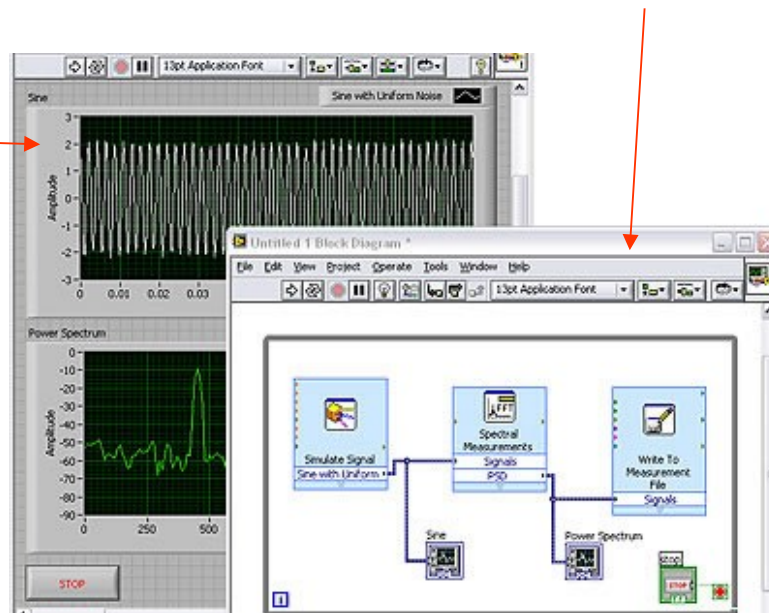 13pt Application Font
Sine
Sine with Uniform Noise
3
2
1
0
-1
-2
-3
Amplitude
0 0.01 0.02 0.03
Power Spectrum
0
-10
-20
-30
-40
-50
-60
-70
-80
-90
Amplitude
0 250 500
STOP
Untitled 1 Block Diagram *
File Edit View Project Operate Tools Window Help
13pt Application Font
Simulate Signal
Sine with Uniform
FFT
Spectral
Measurements
Signals
PSD
Write To
Measurement
File
Signals
Sine
Power Spectrum
stop
STOP
i